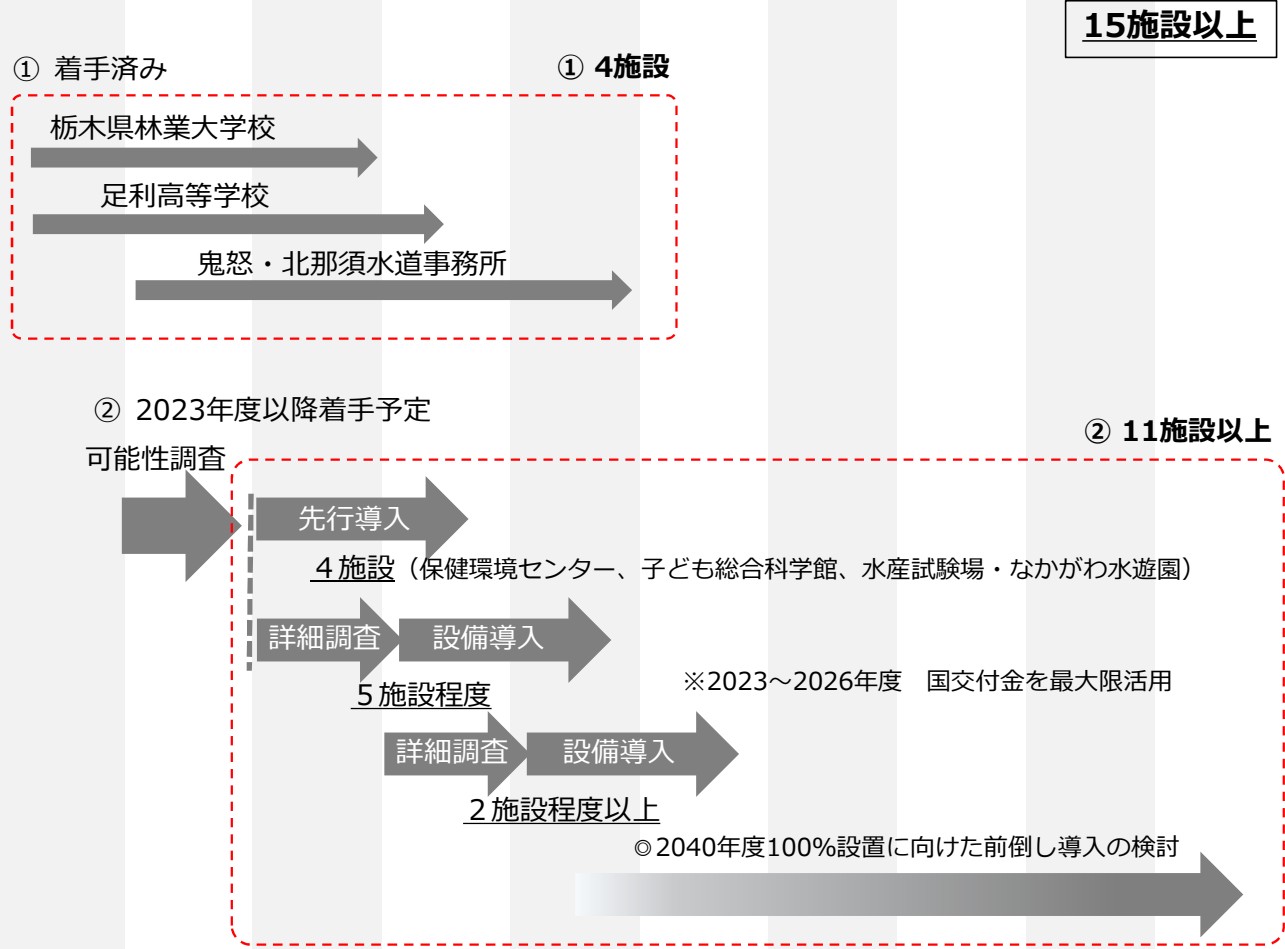 15施設以上
① 着手済み
① 4施設
栃木県林業大学校
足利高等学校
鬼怒・北那須水道事務所
② 2023年度以降着手予定
② 11施設以上
可能性調査
先行導入
４施設（保健環境センター、子ども総合科学館、水産試験場・なかがわ水遊園）
詳細調査
設備導入
５施設程度
※2023～2026年度　国交付金を最大限活用
詳細調査
設備導入
２施設程度以上
◎2040年度100%設置に向けた前倒し導入の検討